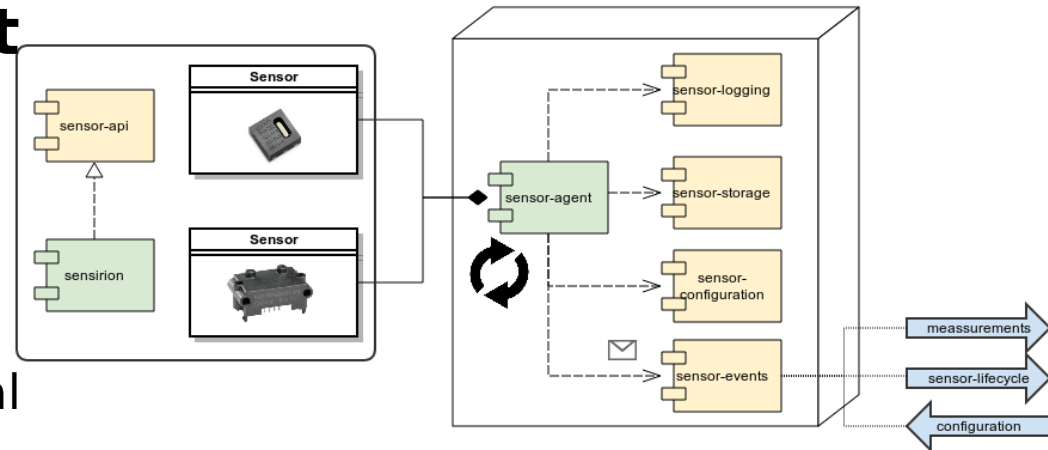 t
Sensor
sensor-api
sensirion
Sensor
al
sensor-logging
sensor-agent
sensor-storage
sensor-
configuration
sensor-events
meassurements
sensor-lifecycle
configuration